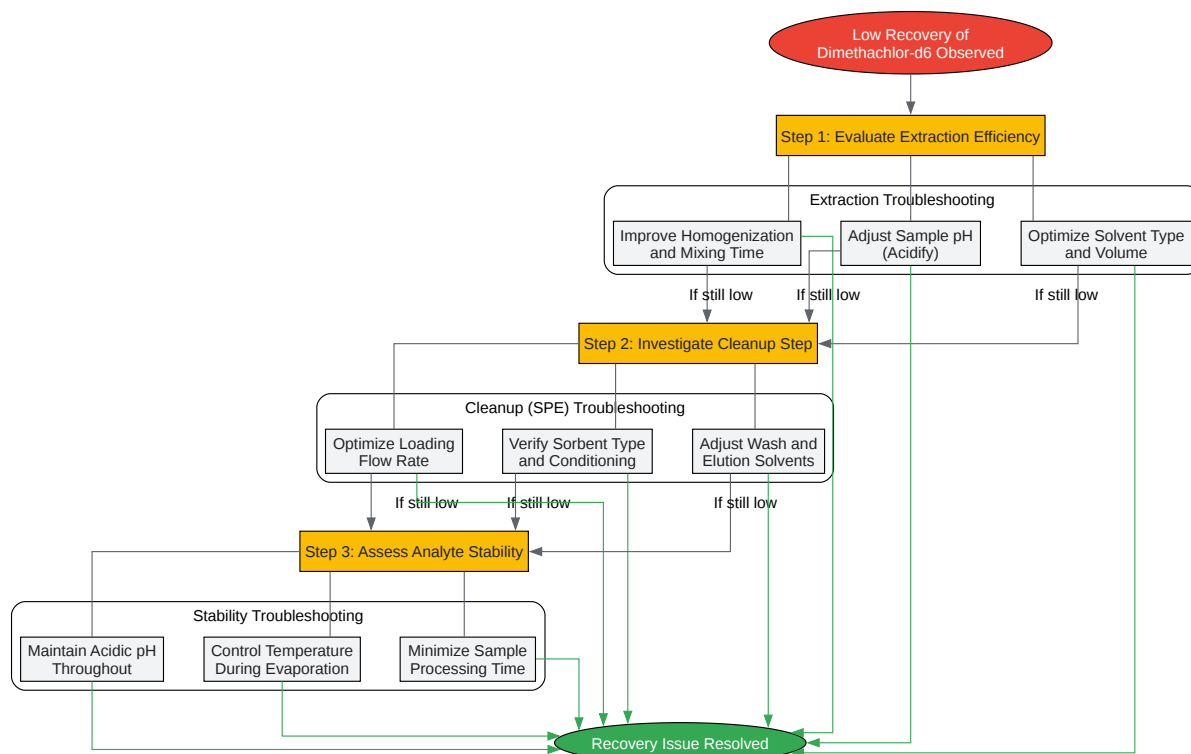 Low Recovery of
Dimethachlor-d6 Observed
Step 1: Evaluate Extraction Efficiency
Extraction Troubleshooting
Improve Homogenization
and Mixing Time
Adjust Sample pH
(Acidify)
Optimize Solvent Type
and Volume
If still low
If still low
If still low
Step 2: Investigate Cleanup Step
Cleanup (SPE) Troubleshooting
Optimize Loading
Flow Rate
Verify Sorbent Type
and Conditioning
Adjust Wash and
Elution Solvents
If still low
If still low
If still low
Step 3: Assess Analyte Stability
Stability Troubleshooting
Maintain Acidic pH
Throughout
Control Temperature
During Evaporation
Minimize Sample
Processing Time
Recovery Issue Resolved